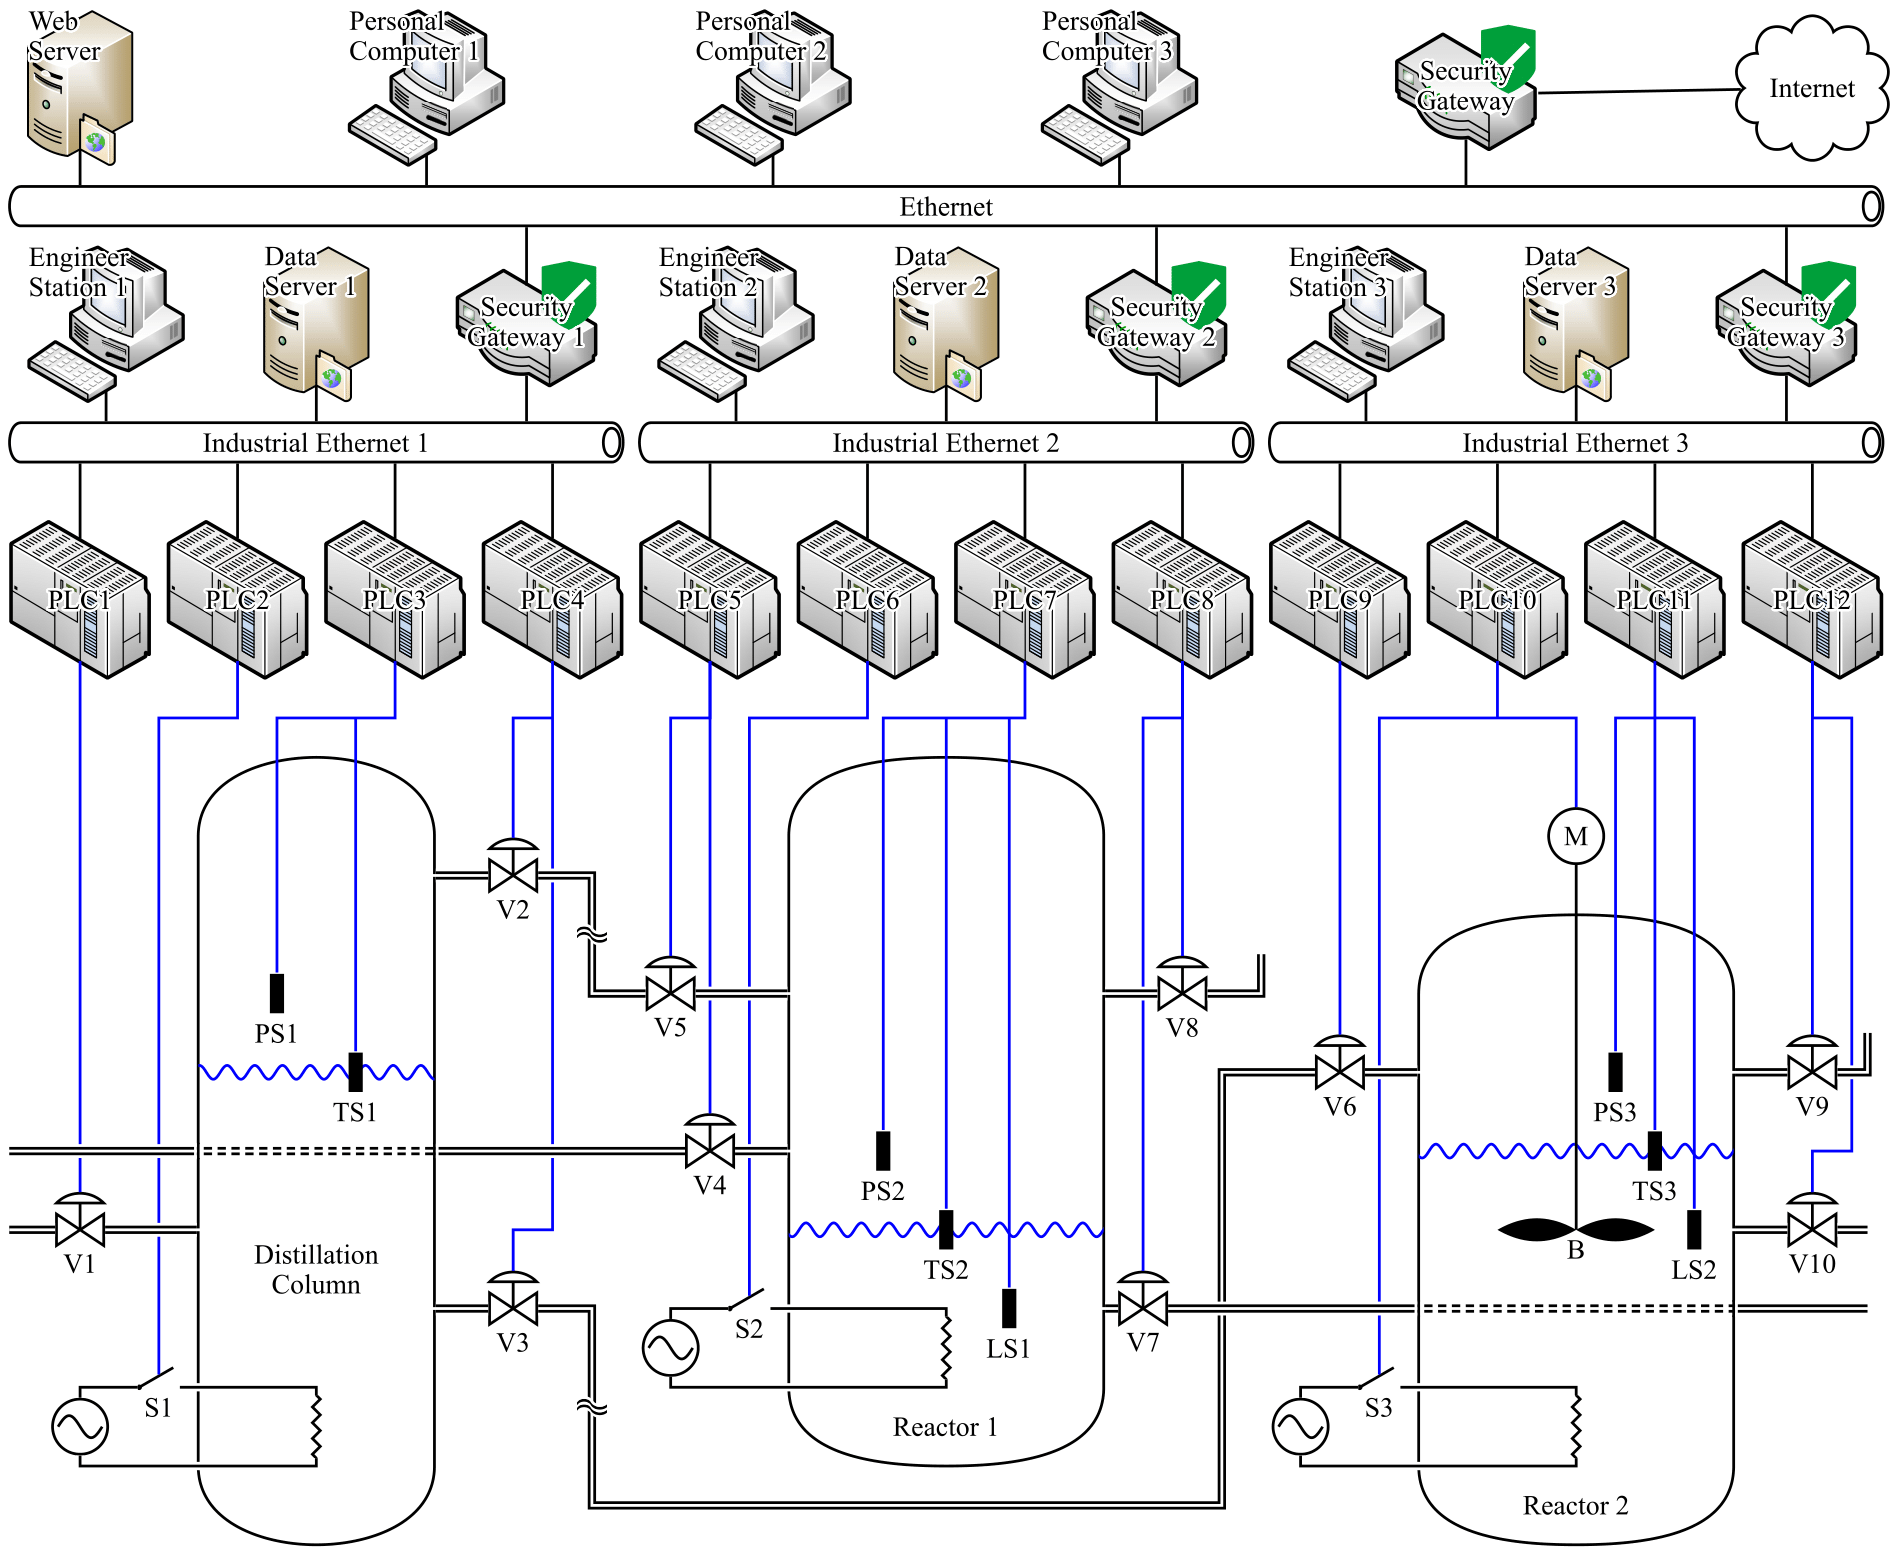 Web
Server
Personal
Computer 1
Personal
Computer 2
Personal
Computer 3
Security
Gateway
Internet
Ethernet
Engineer
Station 1
Data
Server 1
Security
Gateway 1
Engineer
Station 2
Data
Server 2
Security
Gateway 2
Engineer
Station 3
Data
Server 3
Security
Gateway 3
Industrial Ethernet 1
Industrial Ethernet 2
Industrial Ethernet 3
PLC1
PLC2
PLC3
PLC4
PLC5
PLC6
PLC7
PLC8
PLC9
PLC10
PLC11
PLC12
M
V2
PS1
V5
V8
TS1
V6
PS3
V9
V4
PS2
TS3
V1
Distillation
Column
TS2
B
LS2
V10
V3
S2
LS1
V7
S1
S3
Reactor 1
Reactor 2